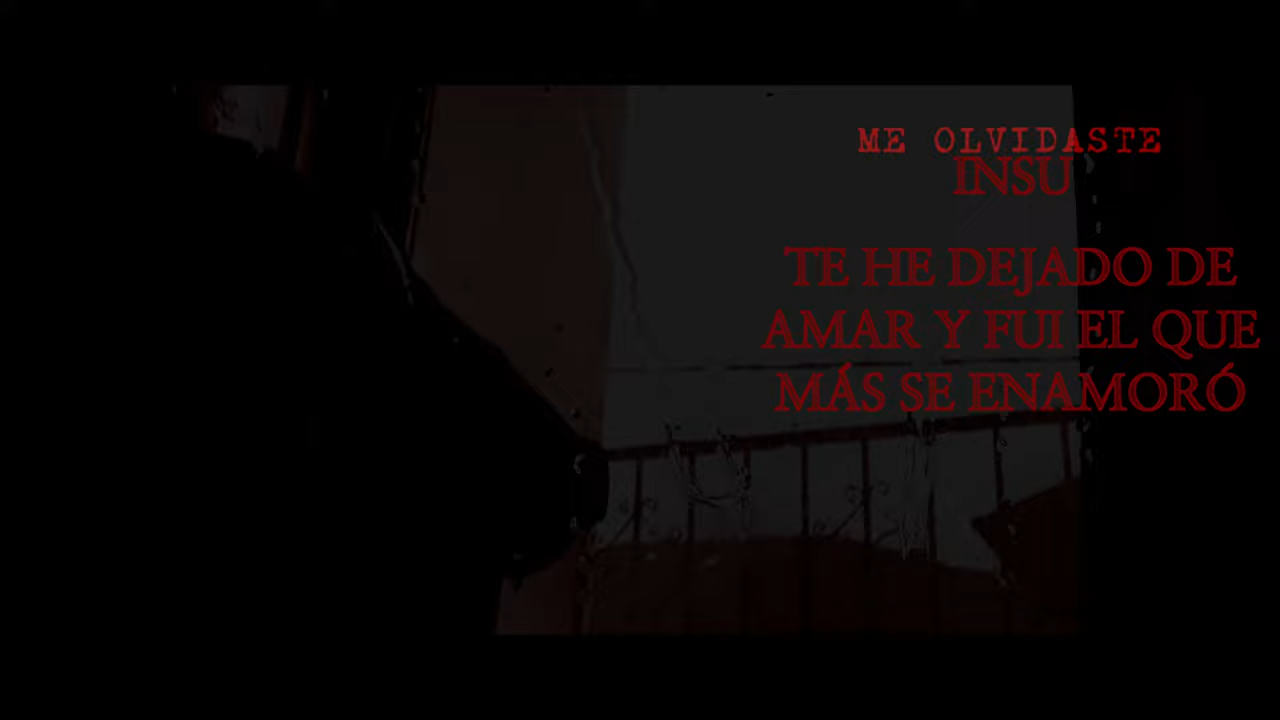 ME OLVIDASTE
INSU
TE HE DEJADO DE
AMAR Y FUI EL QUE
MÁS SE ENAMORÓ